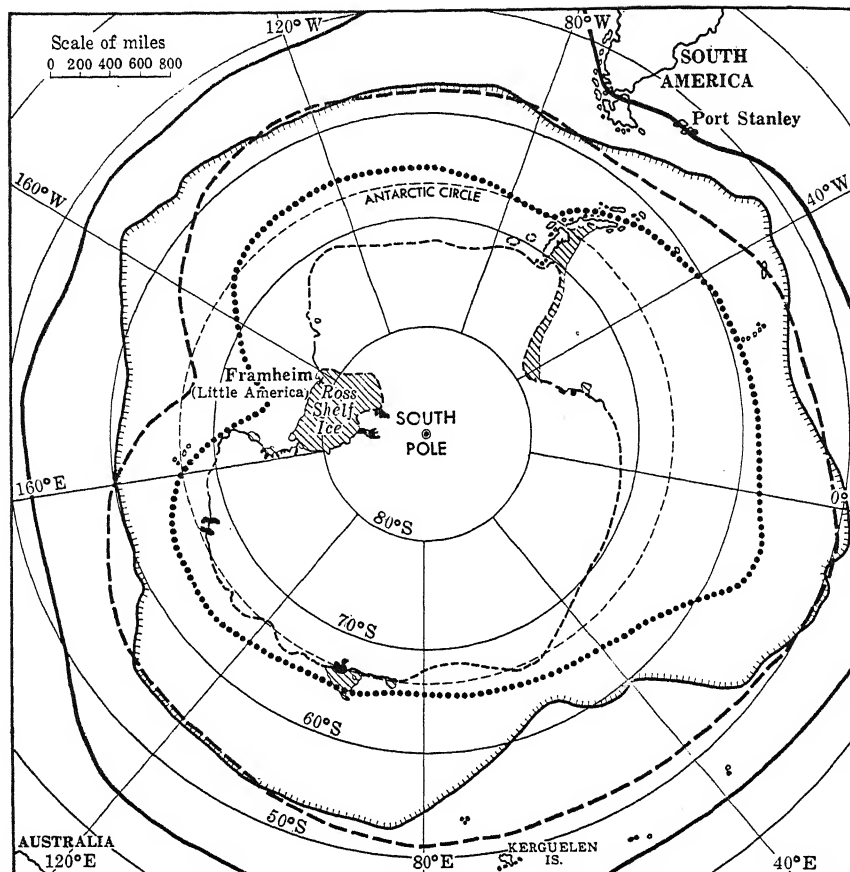 Scale of miles
0 200 400 600 800
120°W
80°W
SOUTH
AMERICA
Port Stanley
160°W
40°W
ANTARCTIC CIRCLE
Framheim
(Little America)
Ross
Shelf
Ice
SOUTH
POLE
160°E
0°
80°S
70°S
60°S
50°S
AUSTRALIA
120°E
80°E
KERGUELEN
IS.
40°E